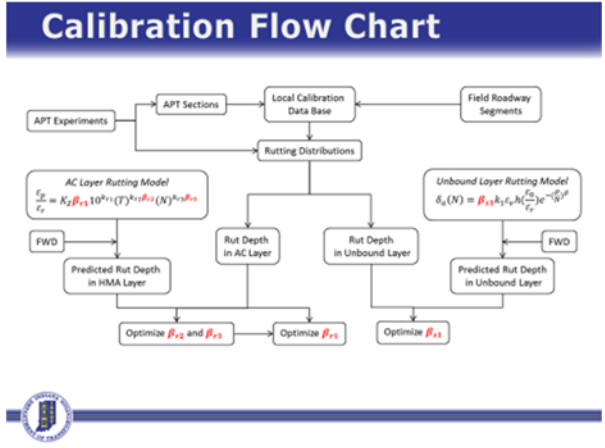 Calibration Flow Chart
APT Experiments
APT Sections
Local Calibration
Data Base
Field Roadway
Segments
Rutting Distributions
AC Layer Rutting Model
εp/εr = KZβr1 10^kr1 (T)^kr2βr2 (N)^kr3βr3
Unbound Layer Rutting Model
δa(N) = βs1k1εvh(ε0/εr)e^−(ρ/N)^β
FWD
Rut Depth
in AC Layer
Rut Depth
in Unbound Layer
FWD
Predicted Rut Depth
in HMA Layer
Predicted Rut Depth
in Unbound Layer
Optimize βr2 and βr3
Optimize βr1
Optimize βs1